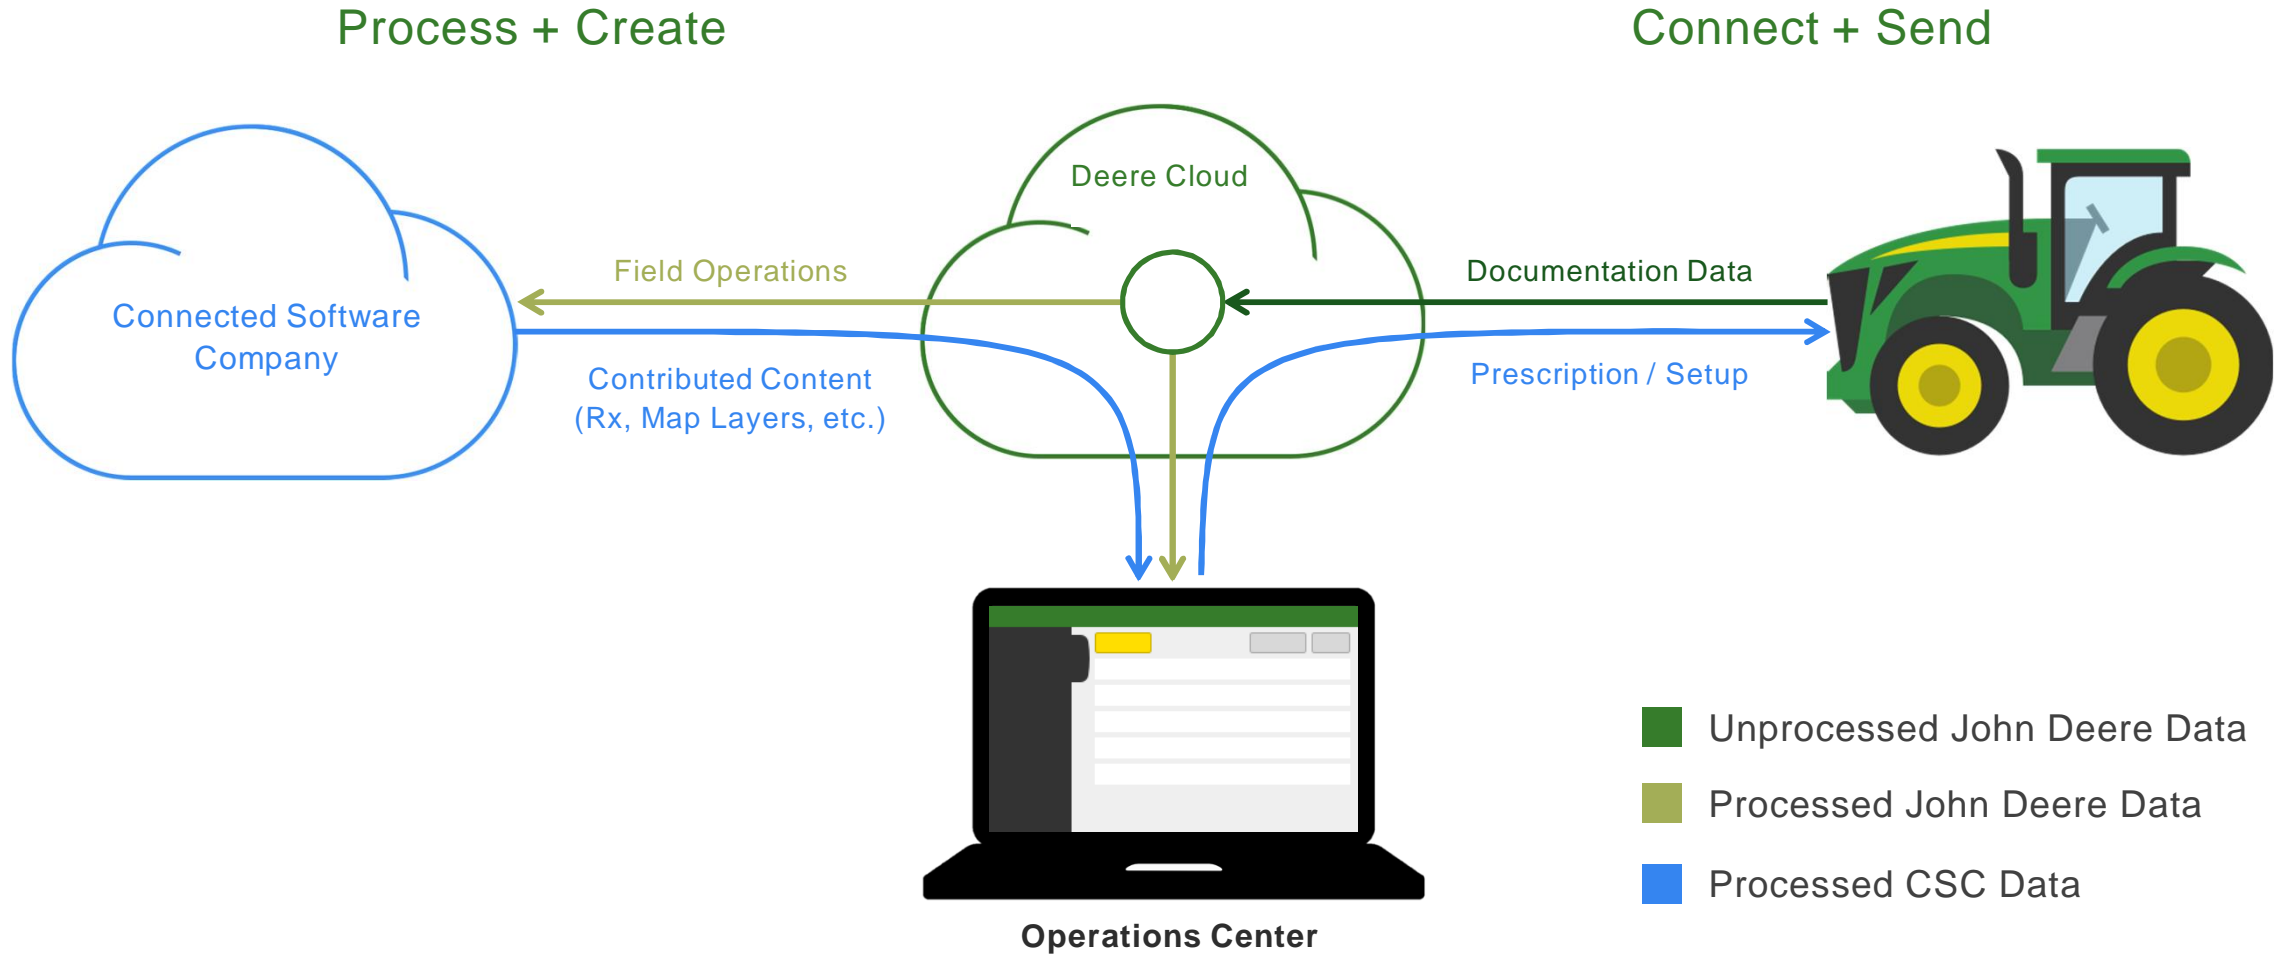 Process + Create
Connect + Send
Deere Cloud
Field Operations
Documentation Data
Connected Software
Company
Contributed Content
(Rx, Map Layers, etc.)
Prescription / Setup
Unprocessed John Deere Data
Processed John Deere Data
Processed CSC Data
Operations Center